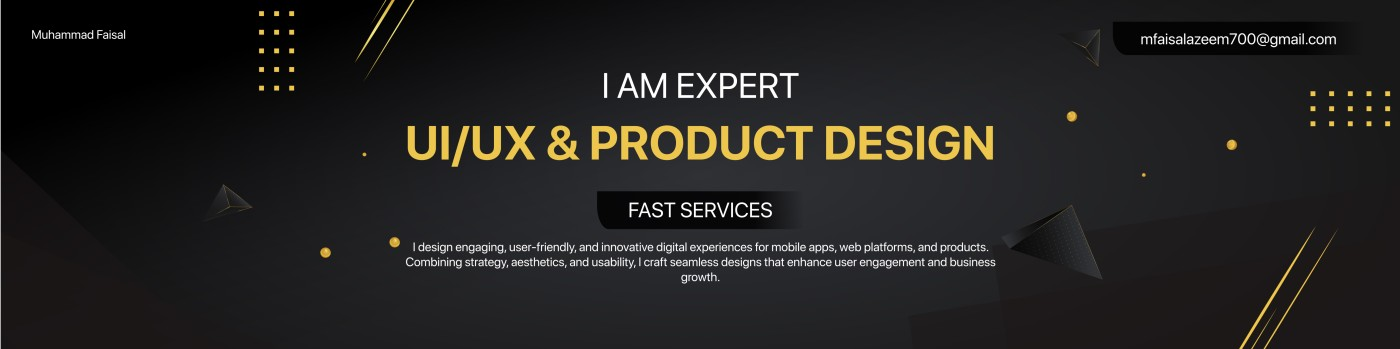 Muhammad Faisal
mfaisalazeem700@gmail.com
I AM EXPERT
UI/UX & PRODUCT DESIGN
FAST SERVICES
I design engaging, user-friendly, and innovative digital experiences for mobile apps, web platforms, and products.
Combining strategy, aesthetics, and usability, I craft seamless designs that enhance user engagement and business
growth.